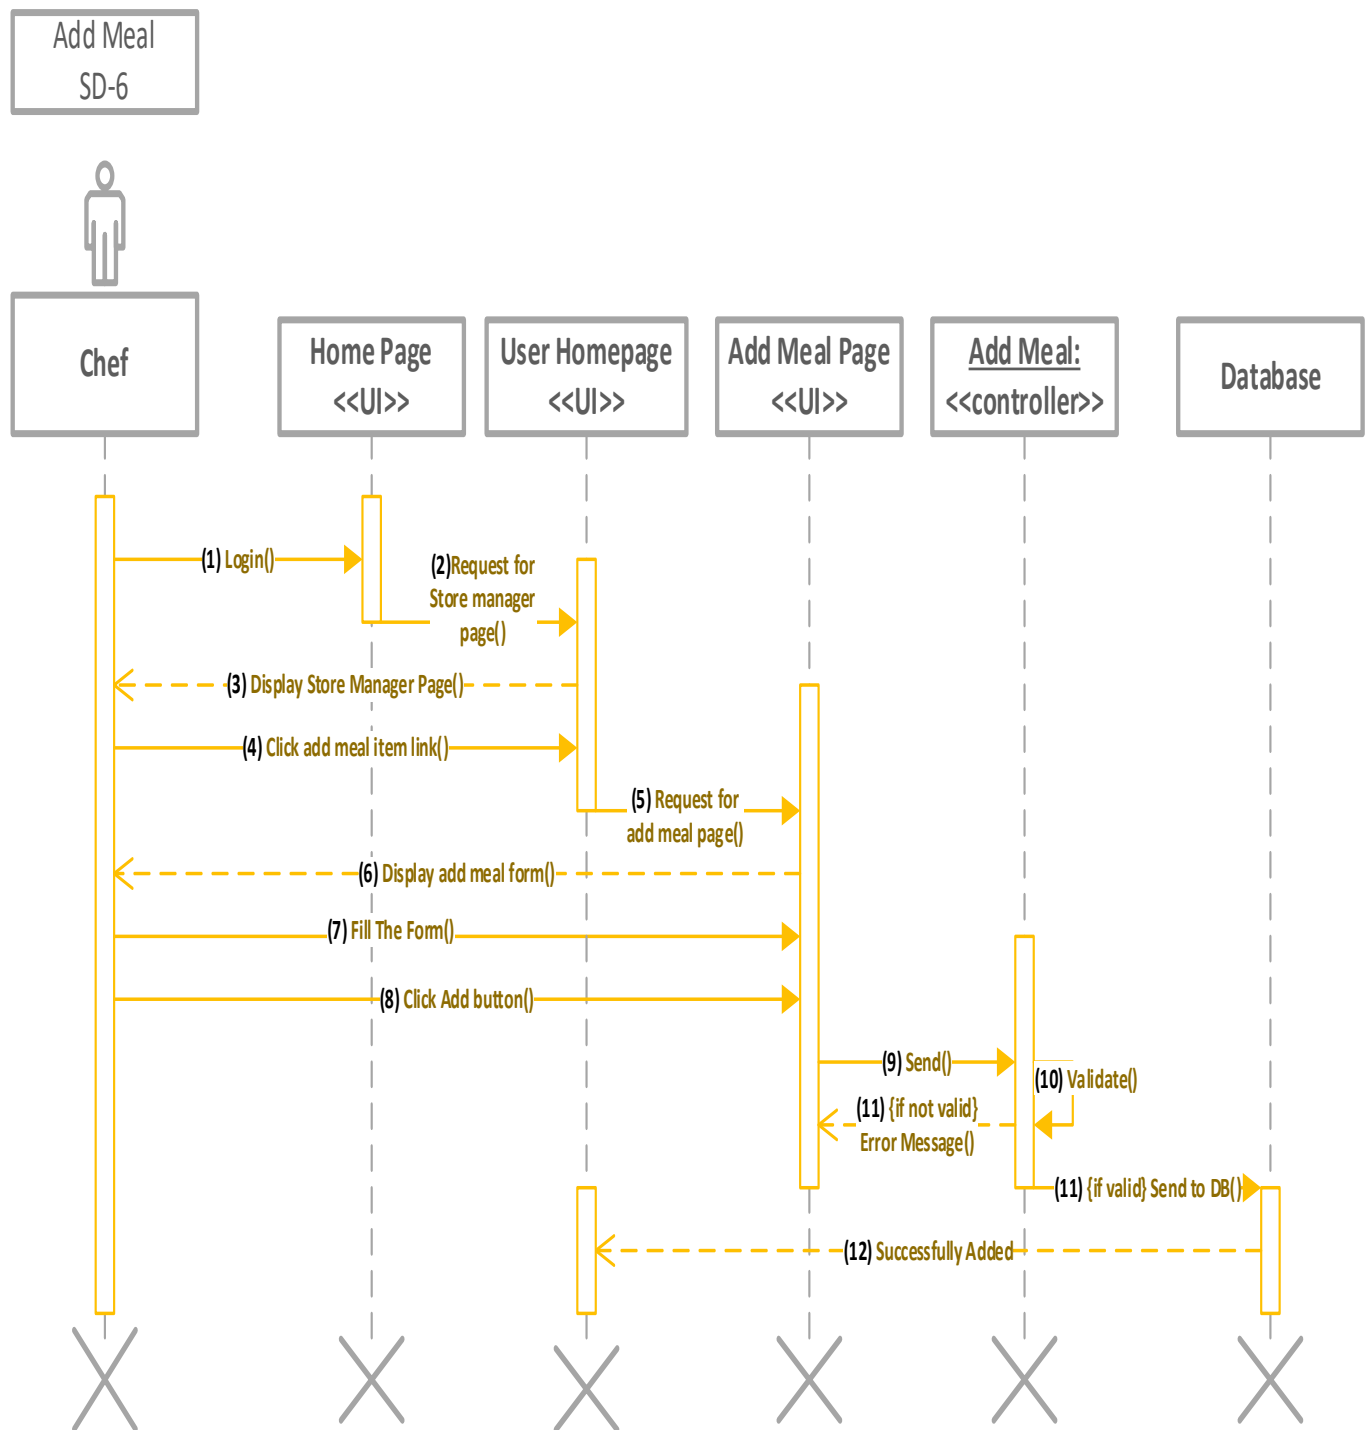 Add Meal
SD-6
Chef
Home Page
<<UI>>
User Homepage
<<UI>>
Add Meal Page
<<UI>>
Add Meal:
<<controller>>
Database
(1) Login()
(2)Request for
Store manager
page()
(3) Display Store Manager Page()
(4) Click add meal item link()
(5) Request for
add meal page()
(6) Display add meal form()
(7) Fill The Form()
(8) Click Add button()
(9) Send()
(10) Validate()
(11) {if not valid}
Error Message()
(11) {if valid} Send to DB()
(12) Successfully Added